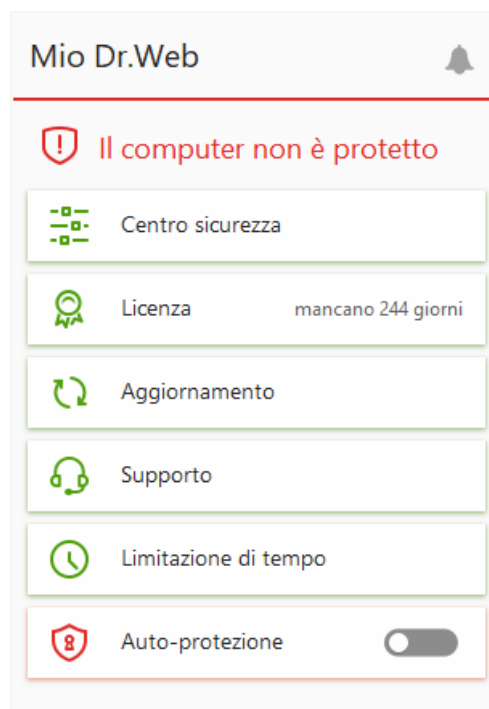 Mio Dr.Web
Il computer non è protetto
Centro sicurezza
Licenza mancano 244 giorni
Aggiornamento
Supporto
Limitazione di tempo
Auto-protezione